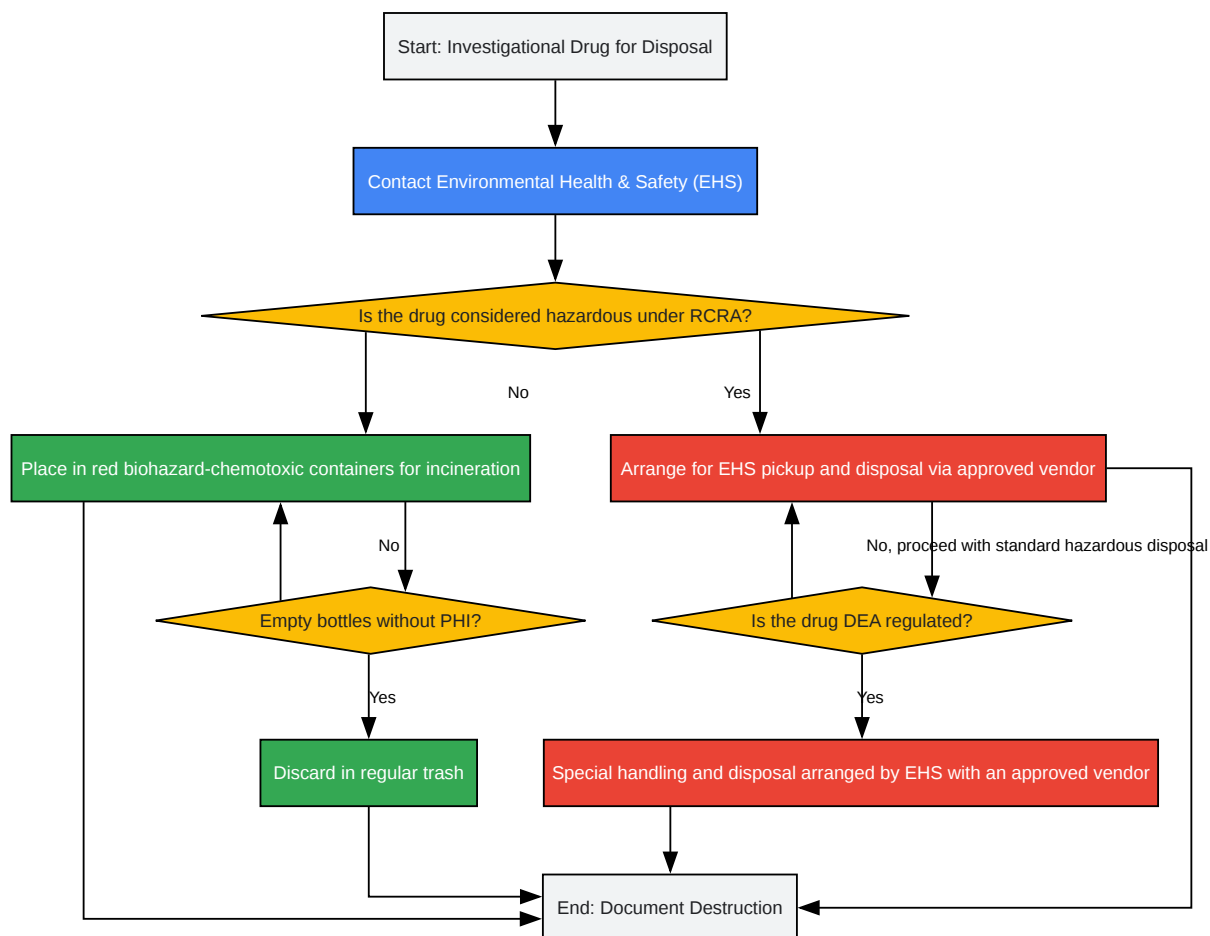 Start: Investigational Drug for Disposal
Contact Environmental Health & Safety (EHS)
Is the drug considered hazardous under RCRA?
No
Yes
Place in red biohazard-chemotoxic containers for incineration
Arrange for EHS pickup and disposal via approved vendor
No
No, proceed with standard hazardous disposal
Empty bottles without PHI?
Is the drug DEA regulated?
Yes
Yes
Discard in regular trash
Special handling and disposal arranged by EHS with an approved vendor
End: Document Destruction